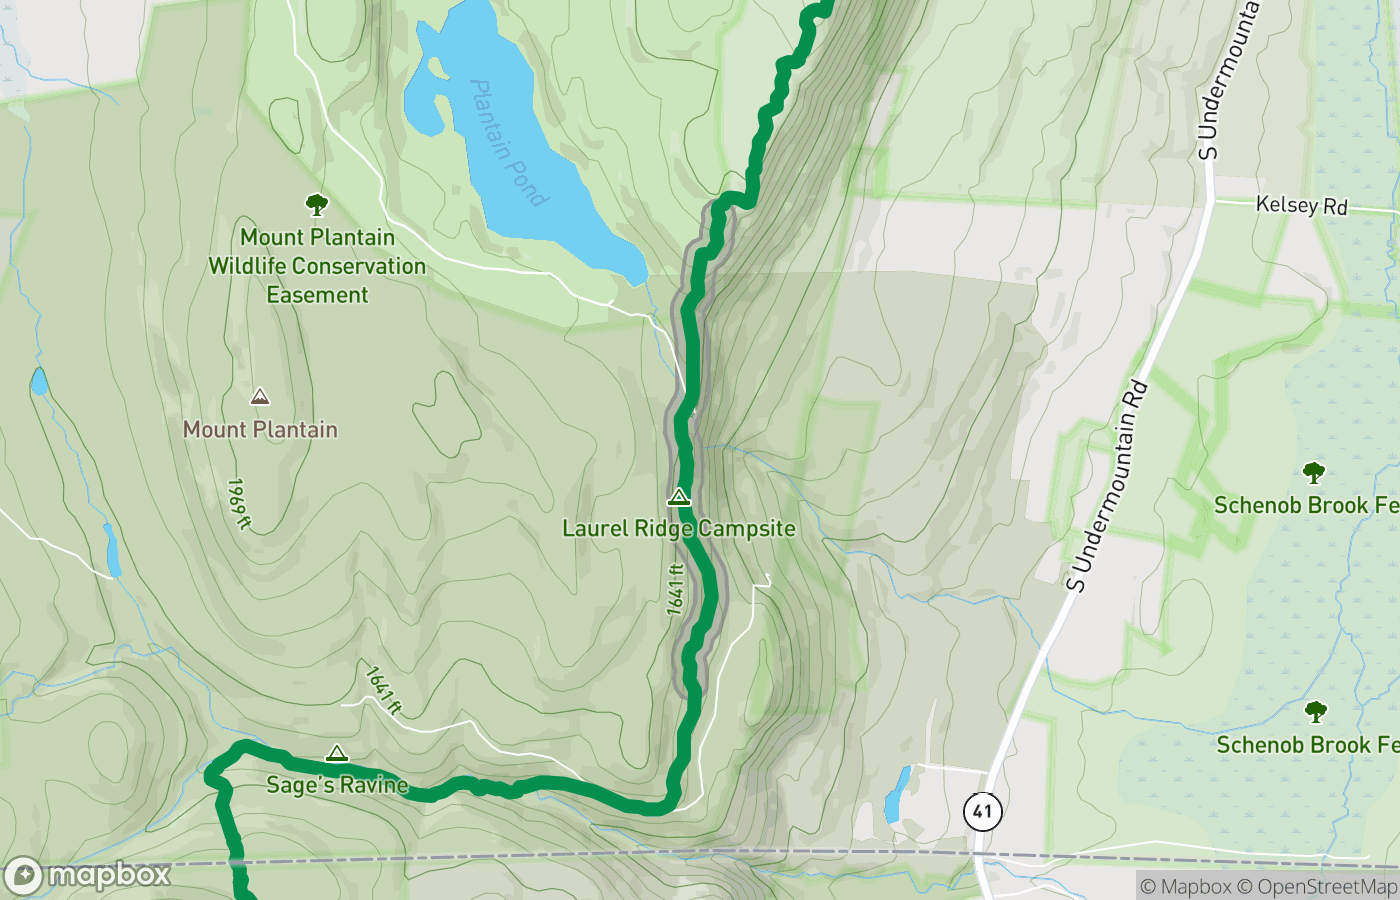 S Undermounta
Plantain Pond
Kelsey Rd
Mount Plantain
Wildlife Conservation
Easement
Mount Plantain
1969 ft
S Undermountain Rd
Schenob Brook Fe
Laurel Ridge Campsite
1641 ft
1641 ft
Schenob Brook Fe
Sage's Ravine
41
mapbox
© Mapbox © OpenStreetMap